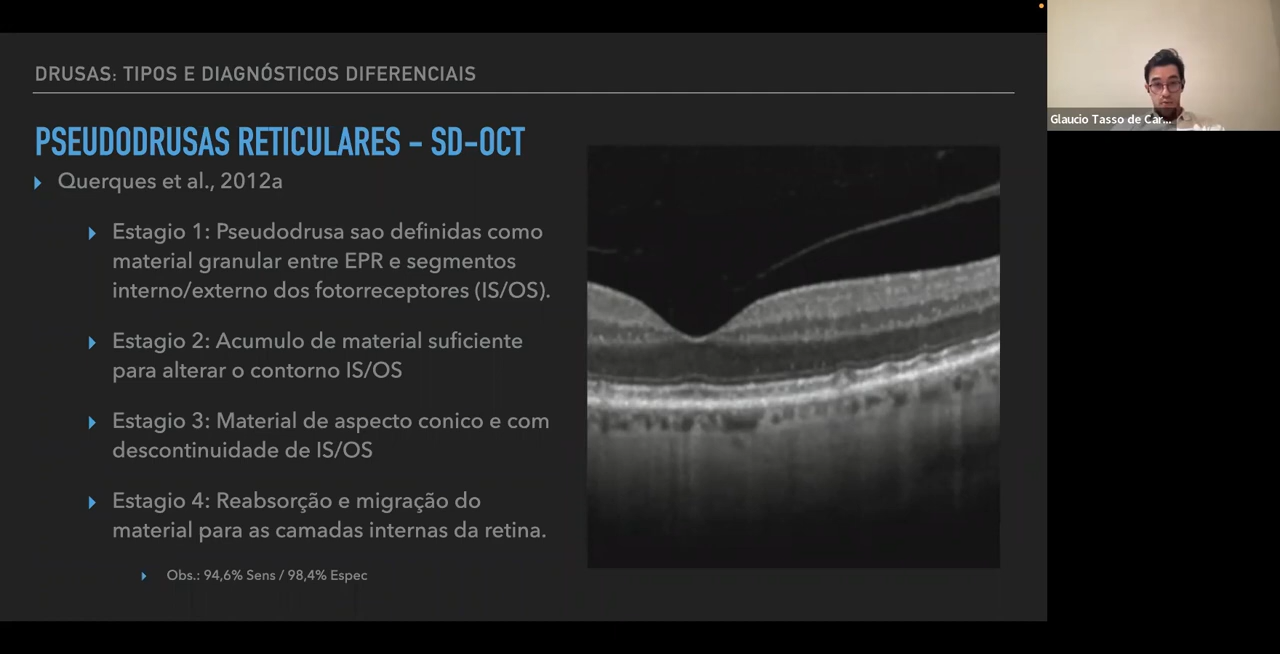 DRUSAS: TIPOS E DIAGNÓSTICOS DIFERENCIAIS
PSEUDODRUSAS RETICULARES - SD-OCT
Querques et al., 2012a
Estagio 1: Pseudodrusa sao definidas como
material granular entre EPR e segmentos
interno/externo dos fotorreceptores (IS/OS).
Estagio 2: Acumulo de material suficiente
para alterar o contorno IS/OS
Estagio 3: Material de aspecto conico e com
descontinuidade de IS/OS
Estagio 4: Reabsorção e migração do
material para as camadas internas da retina.
Obs.: 94,6% Sens / 98,4% Espec
Glaucio Tasso de Car...